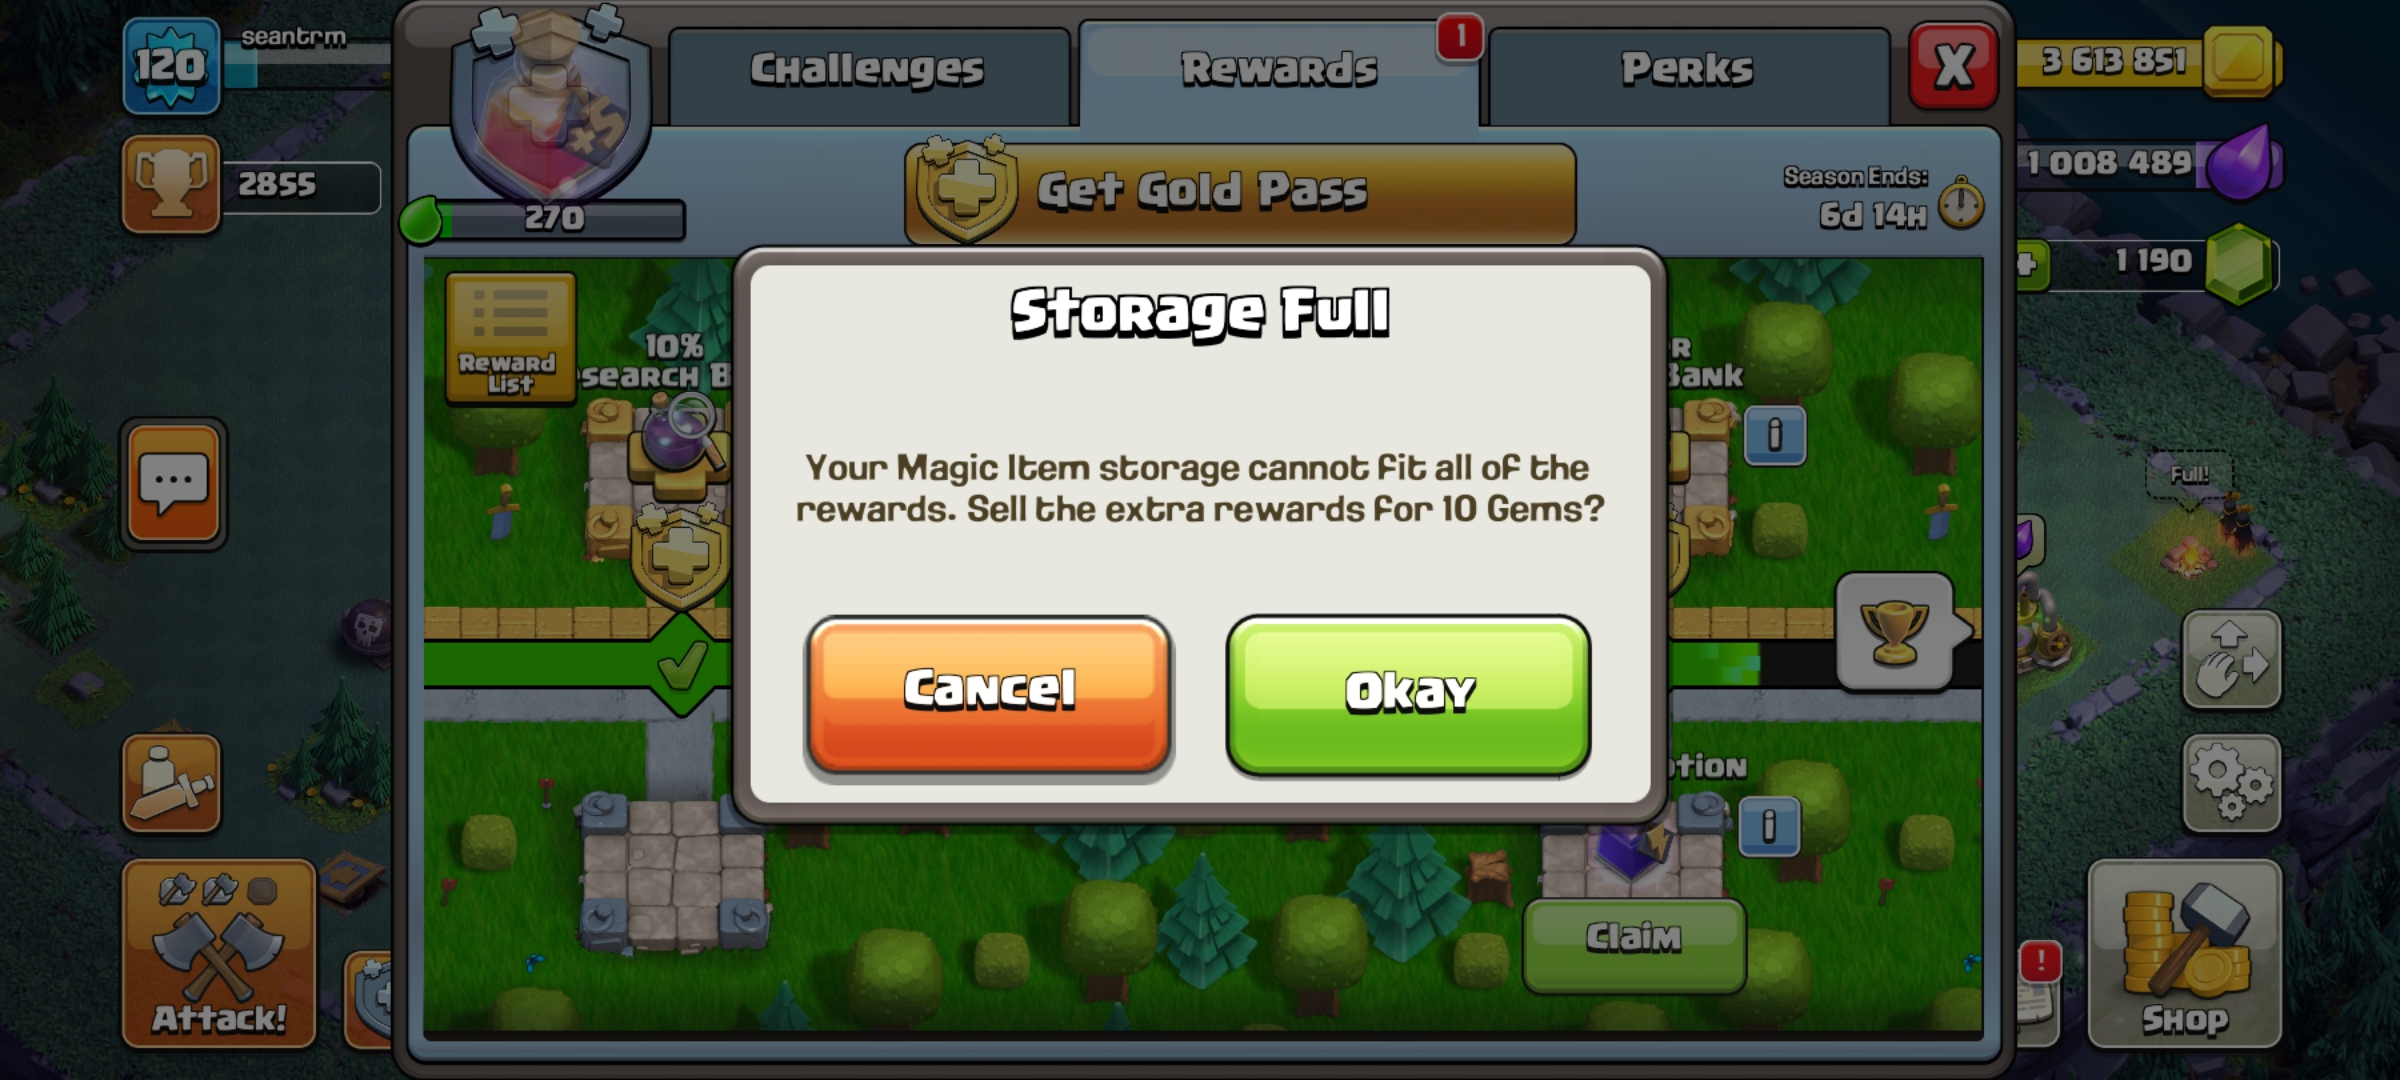 120
seantrm
Challenges
Rewards
1
Perks
X
3 613 851
+5
2855
270
Get Gold Pass
Season Ends:
6d 14h
1 008 489
1 190
Reward
List
10%
Storage Full
Bank
Full!
Your Magic Item storage cannot fit all of the
rewards. Sell the extra rewards for 10 Gems?
Cancel
Okay
Claim
Attack!
!
Shop